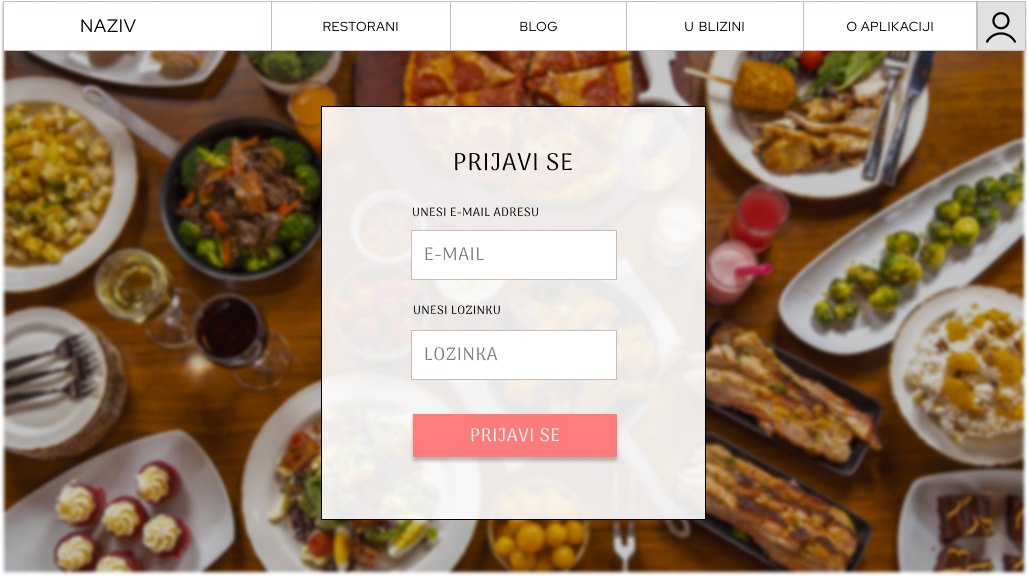 NAZIV
RESTORANI
BLOG
U BLIZINI
O APLIKACIJI
PRIJAVI SE
UNESI E-MAIL ADRESU
E-MAIL
UNESI LOZINKU
LOZINKA
PRIJAVI SE